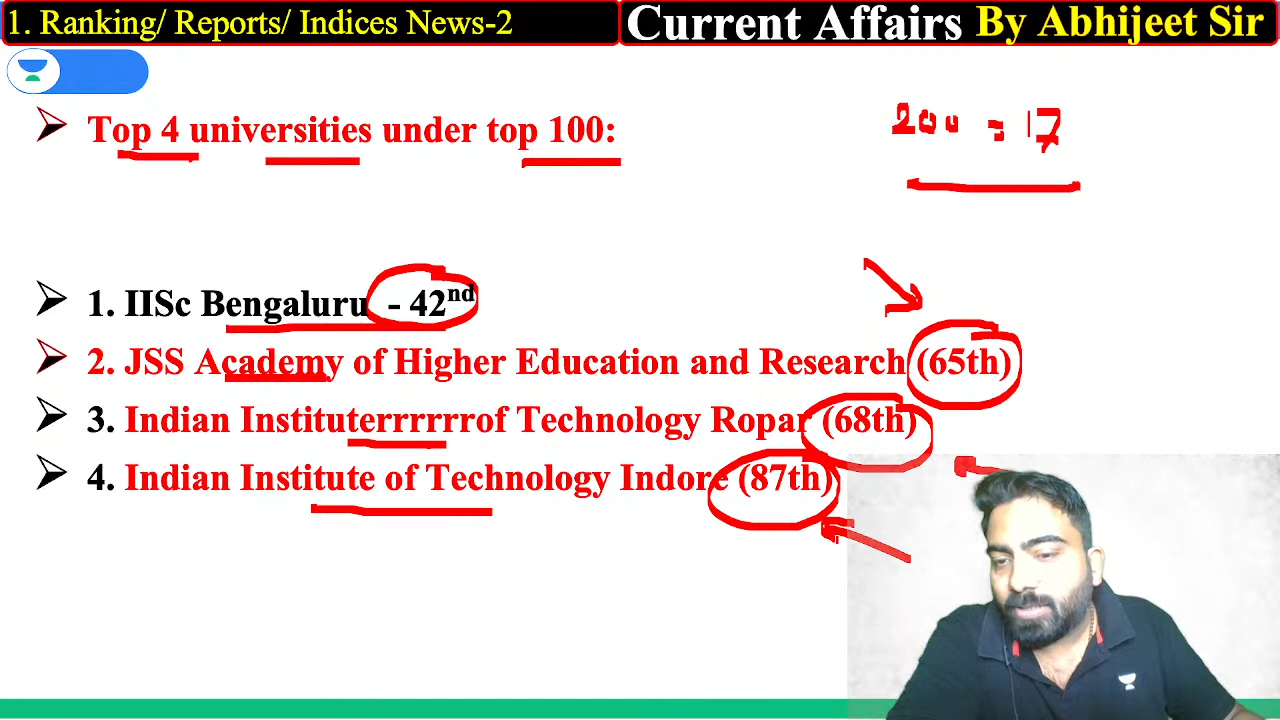 1. Ranking/ Reports/ Indices News-2
Current Affairs By Abhijeet Sir
Top 4 universities under top 100:
200 = 17
1. IISc Bengaluru - 42nd
2. JSS Academy of Higher Education and Research (65th)
3. Indian Instituterrrrrrof Technology Ropar (68th)
4. Indian Institute of Technology Indore (87th)